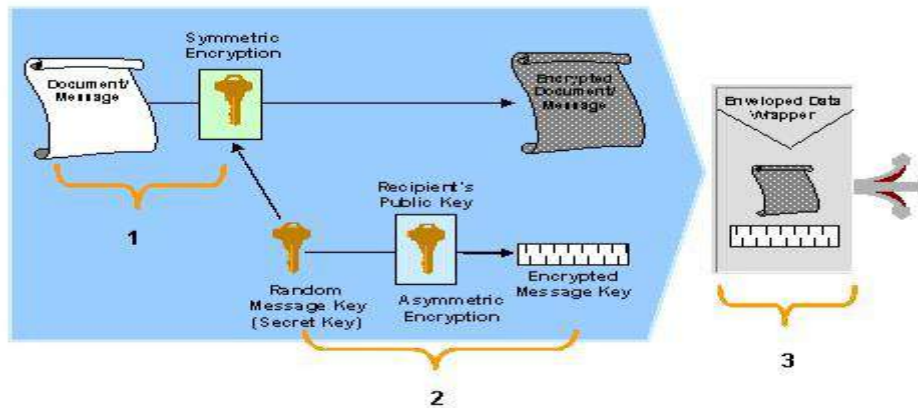 Symmetric
Encryption
Document/
Message
Encrypted
Document/
Message
Enveloped Data
Wrapper
1
Recipient's
Public Key
Random
Message Key
(Secret Key)
Asymmetric
Encryption
Encrypted
Message Key
2
3